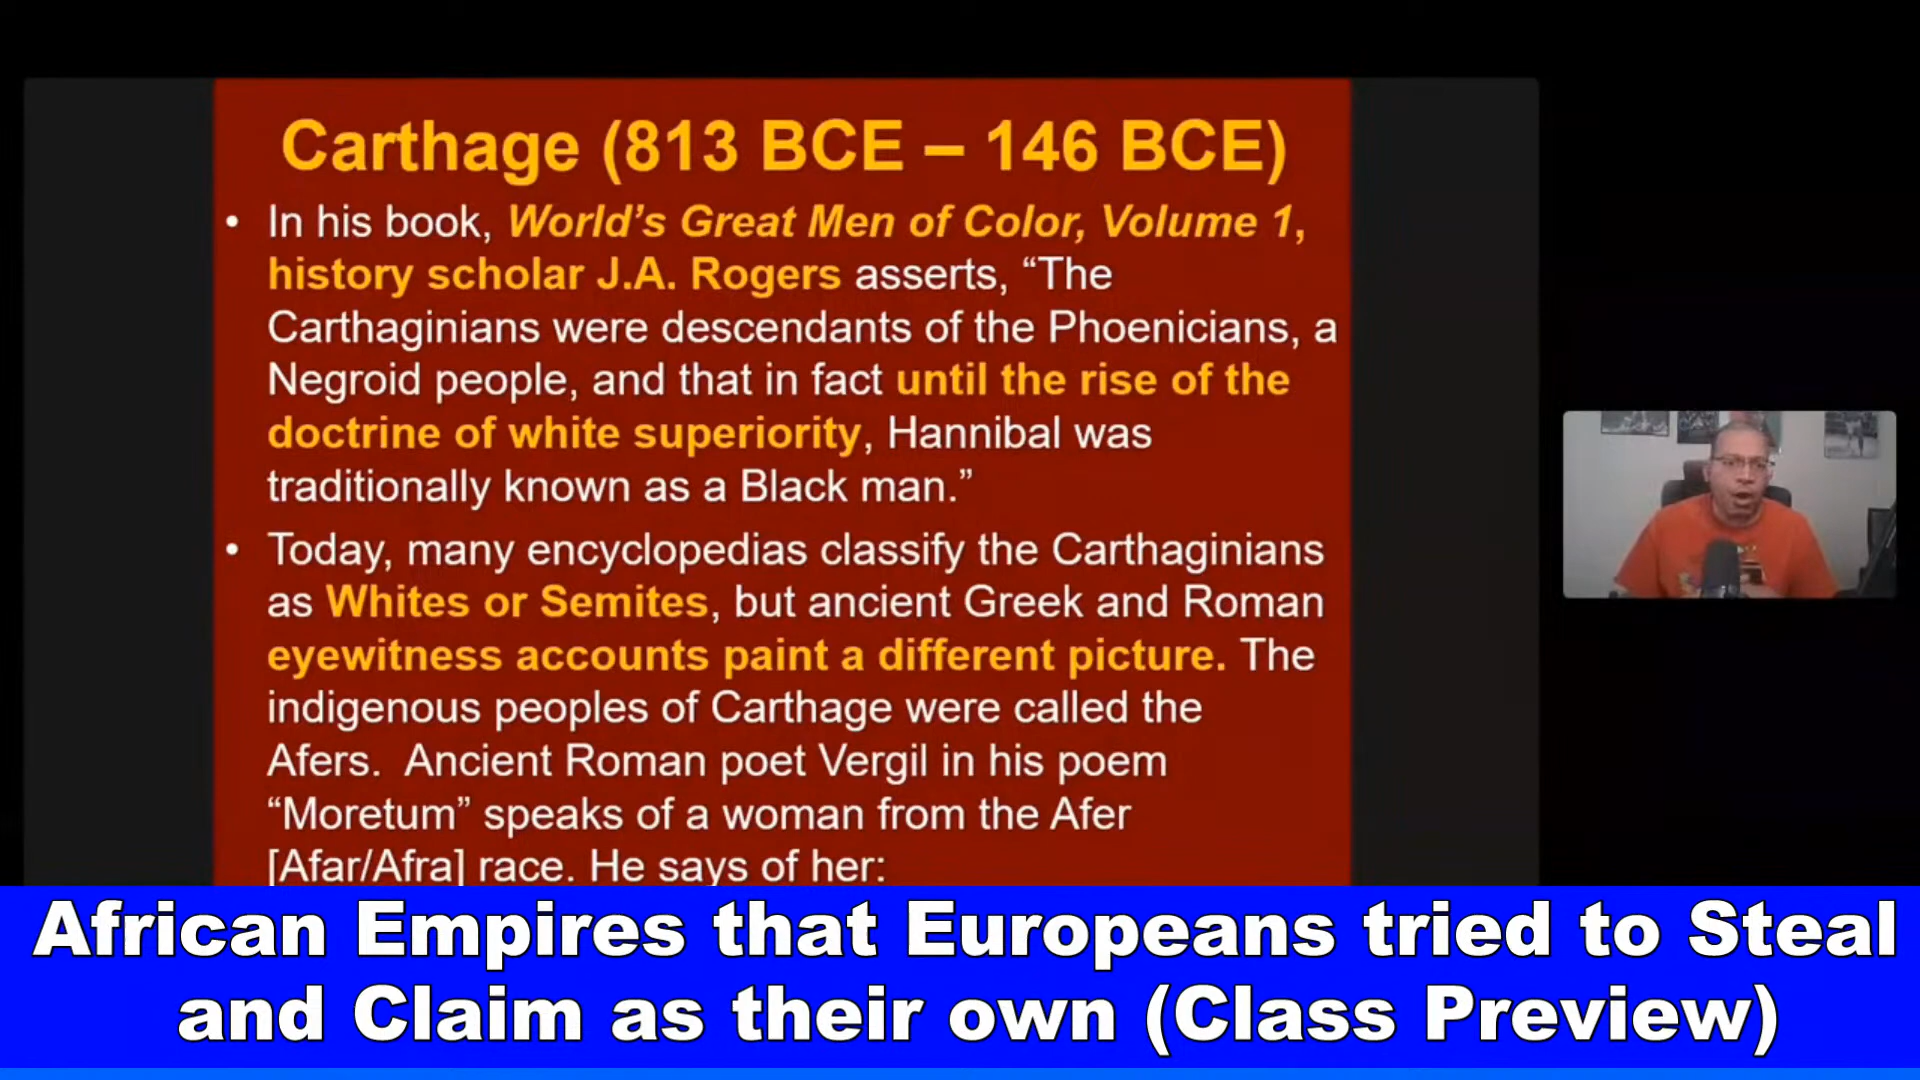 Carthage (813 BCE – 146 BCE)
• In his book, World's Great Men of Color, Volume 1,
history scholar J.A. Rogers asserts, “The
Carthaginians were descendants of the Phoenicians, a
Negroid people, and that in fact until the rise of the
doctrine of white superiority, Hannibal was
traditionally known as a Black man.”
• Today, many encyclopedias classify the Carthaginians
as Whites or Semites, but ancient Greek and Roman
eyewitness accounts paint a different picture. The
indigenous peoples of Carthage were called the
Afers.  Ancient Roman poet Vergil in his poem
“Moretum” speaks of a woman from the Afer
[Afar/Afra] race. He says of her:
African Empires that Europeans tried to Steal
and Claim as their own (Class Preview)